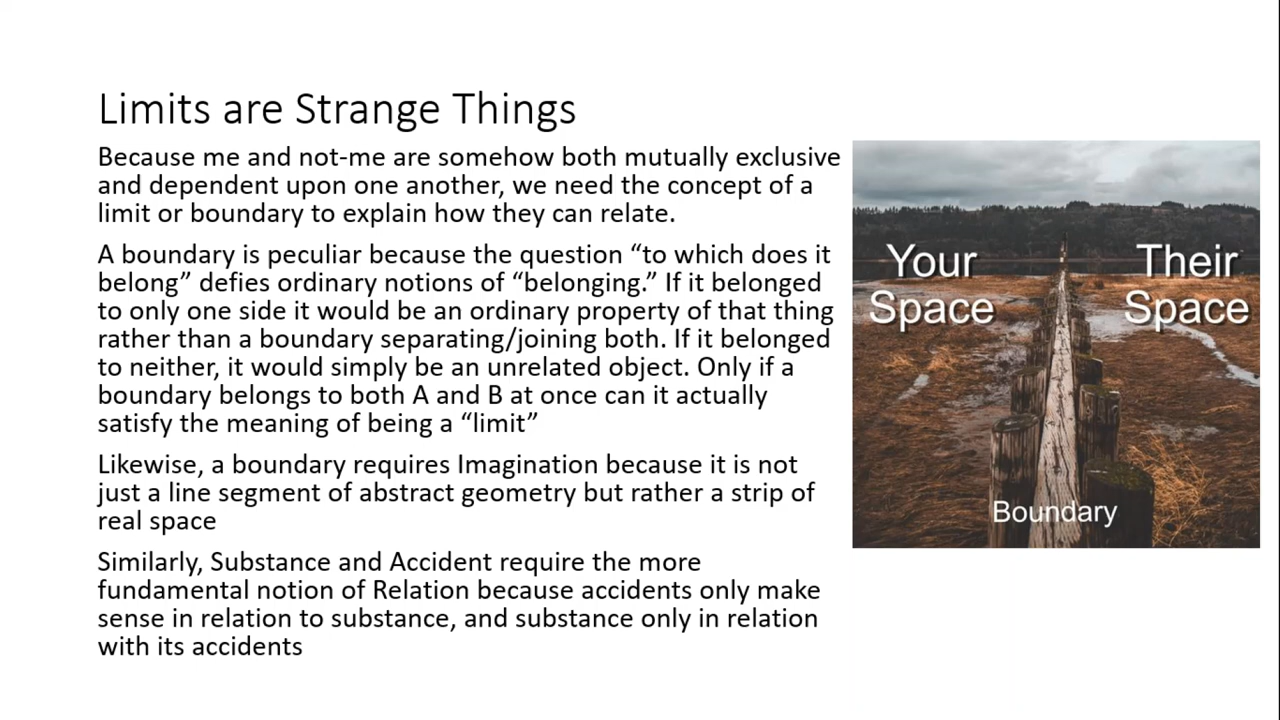 Limits are Strange Things
Because me and not-me are somehow both mutually exclusive
and dependent upon one another, we need the concept of a
limit or boundary to explain how they can relate.
A boundary is peculiar because the question “to which does it
belong” defies ordinary notions of “belonging.” If it belonged
to only one side it would be an ordinary property of that thing
rather than a boundary separating/joining both. If it belonged
to neither, it would simply be an unrelated object. Only if a
boundary belongs to both A and B at once can it actually
satisfy the meaning of being a “limit”
Likewise, a boundary requires Imagination because it is not
just a line segment of abstract geometry but rather a strip of
real space
Similarly, Substance and Accident require the more
fundamental notion of Relation because accidents only make
sense in relation to substance, and substance only in relation
with its accidents
Your
Space
Their
Space
Boundary